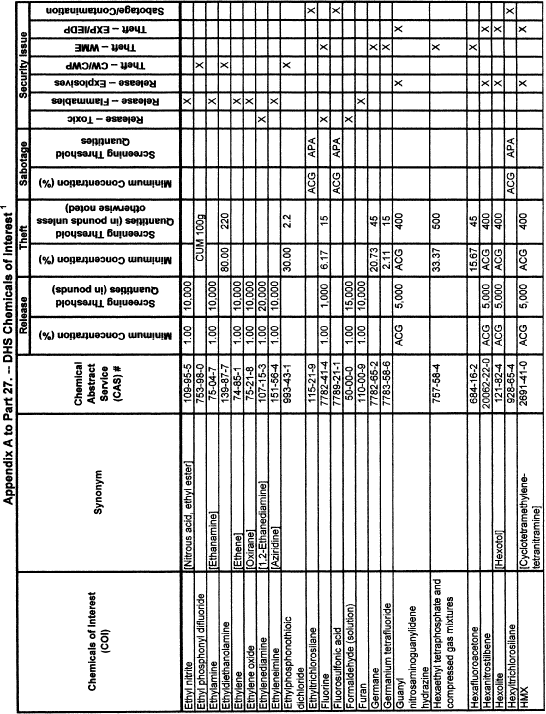 Appendix A to Part 27. -- DHS Chemicals of Interest 1
Release Theft Sabotage Security Issue
Chemicals of Interest (COI)
Synonym
Chemical Abstract Service (CAS) #
Minimum Concentration (%)
Screening Threshold Quantities (pounds)
Minimum Concentration (%)
Screening Threshold Quantities (in pounds unless otherwise noted)
Minimum Concentration (%)
Screening Threshold Quantities
Release – Toxic
Release – Flammables
Release – Explosives
Theft – CW/CWP
Theft – WME
Theft – EXP/IEDP
Sabotage/Contamination
Ethyl nitrite [Nitrous acid, ethyl ester] 109-95-5 1.00 10,000 X
Ethyl phosphonyl difluoride 753-98-0 CUM 100g X
Ethylamine [Ethanamine] 75-04-7 1.00 10,000 X
Ethyldiethanolamine 139-87-7 80.00 220 X
Ethylene [Ethene] 74-85-1 1.00 10,000 X
Ethylene oxide [Oxirane] 75-21-8 1.00 10,000 X
Ethylenediamine [1,2-Ethanediamine] 107-15-3 1.00 20,000 X
Ethyleneimine [Aziridine] 151-56-4 1.00 10,000 X
Ethylphosphonothioic 993-43-1 30.00 2.2 X
dichloride
Ethyltrichlorosilane 115-21-9 ACG APA X
Fluorine 7782-41-4 1.00 1,000 6.17 15 X X
Fluorosulfonic acid 7789-21-1 ACG APA X
Formaldehyde (solution) 50-00-0 1.00 15,000 X
Furan 110-00-9 1.00 10,000 X
Germane 7782-65-2 20.73 45 X
Germanium tetrafluoride 7783-58-6 2.11 15 X
Guanyl ACG 5,000 ACG 400 X X
nitrosaminoguanylidene
hydrazine
Hexaethyl tetraphosphate and 757-58-4 33.37 500 X
compressed gas mixtures
Hexafluoroacetone 684-16-2 15.67 45 X
Hexanitrostilbene 20062-22-0 ACG 5,000 ACG 400 X X
Hexolite [Hexotol] 121-82-4 ACG 5,000 ACG 400 X X
Hexyltrichlorosilane 928-65-4 ACG APA X
HMX [Cyclotetramethylene- 2691-41-0 ACG 5,000 ACG 400 X X
tetranitramine]